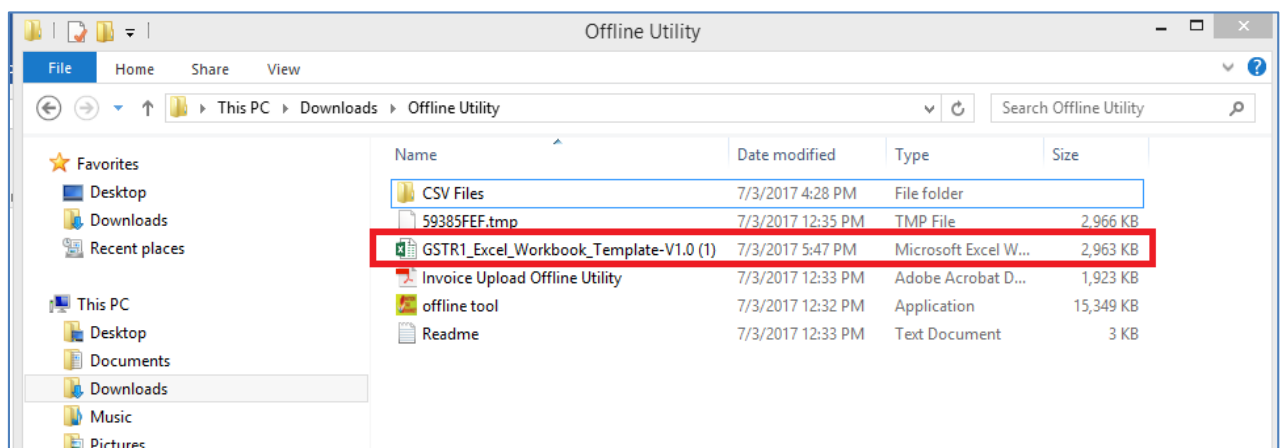 Offline Utility
File Home Share View
This PC Downloads Offline Utility Search Offline Utility
Favorites
Desktop
Downloads
Recent places
This PC
Desktop
Documents
Downloads
Music
Pictures
Name Date modified Type Size
CSV Files 7/3/2017 4:28 PM File folder
59385FEF.tmp 7/3/2017 12:35 PM TMP File 2,966 KB
GSTR1_Excel_Workbook_Template-V1.0 (1) 7/3/2017 5:47 PM Microsoft Excel W... 2,963 KB
Invoice Upload Offline Utility 7/3/2017 12:33 PM Adobe Acrobat D... 1,923 KB
offline tool 7/3/2017 12:32 PM Application 15,349 KB
Readme 7/3/2017 12:33 PM Text Document 3 KB